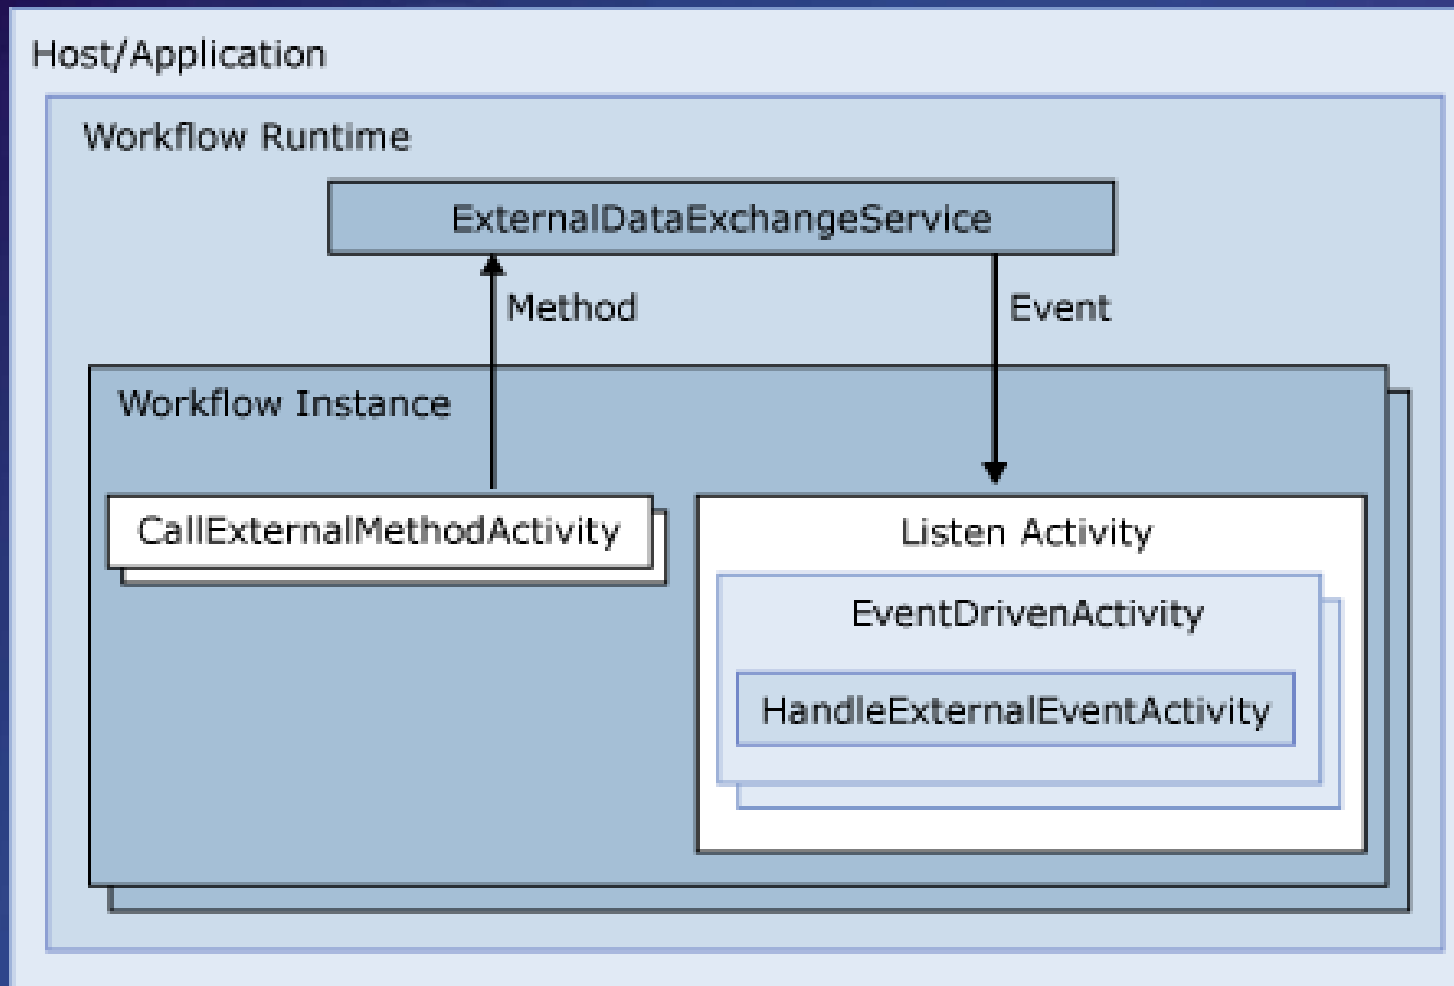 Host/Application
Workflow Runtime
ExternalDataExchangeService
Method
Event
Workflow Instance
CallExternalMethodActivity
Listen Activity
EventDrivenActivity
HandleExternalEventActivity